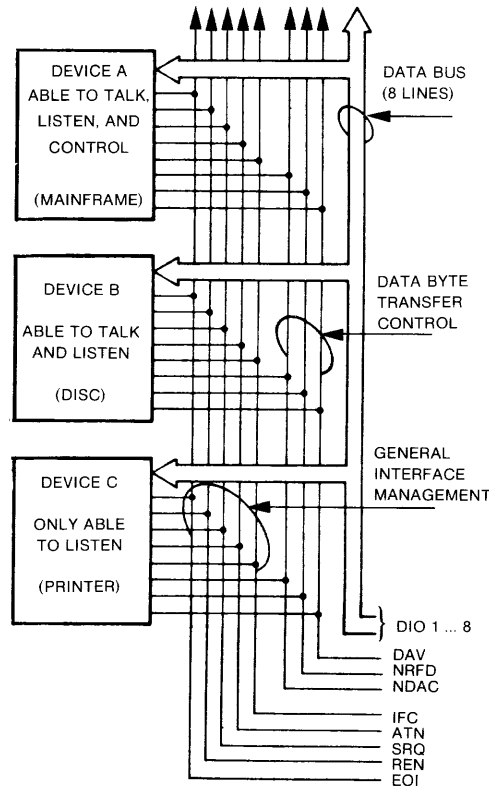 DEVICE A
ABLE TO TALK,
LISTEN, AND
CONTROL
(MAINFRAME)
DATA BUS
(8 LINES)
DEVICE B
ABLE TO TALK
AND LISTEN
(DISC)
DATA BYTE
TRANSFER
CONTROL
DEVICE C
ONLY ABLE
TO LISTEN
(PRINTER)
GENERAL
INTERFACE
MANAGEMENT
DIO 1 ... 8
DAV
NRFD
NDAC
IFC
ATN
SRQ
REN
EOI